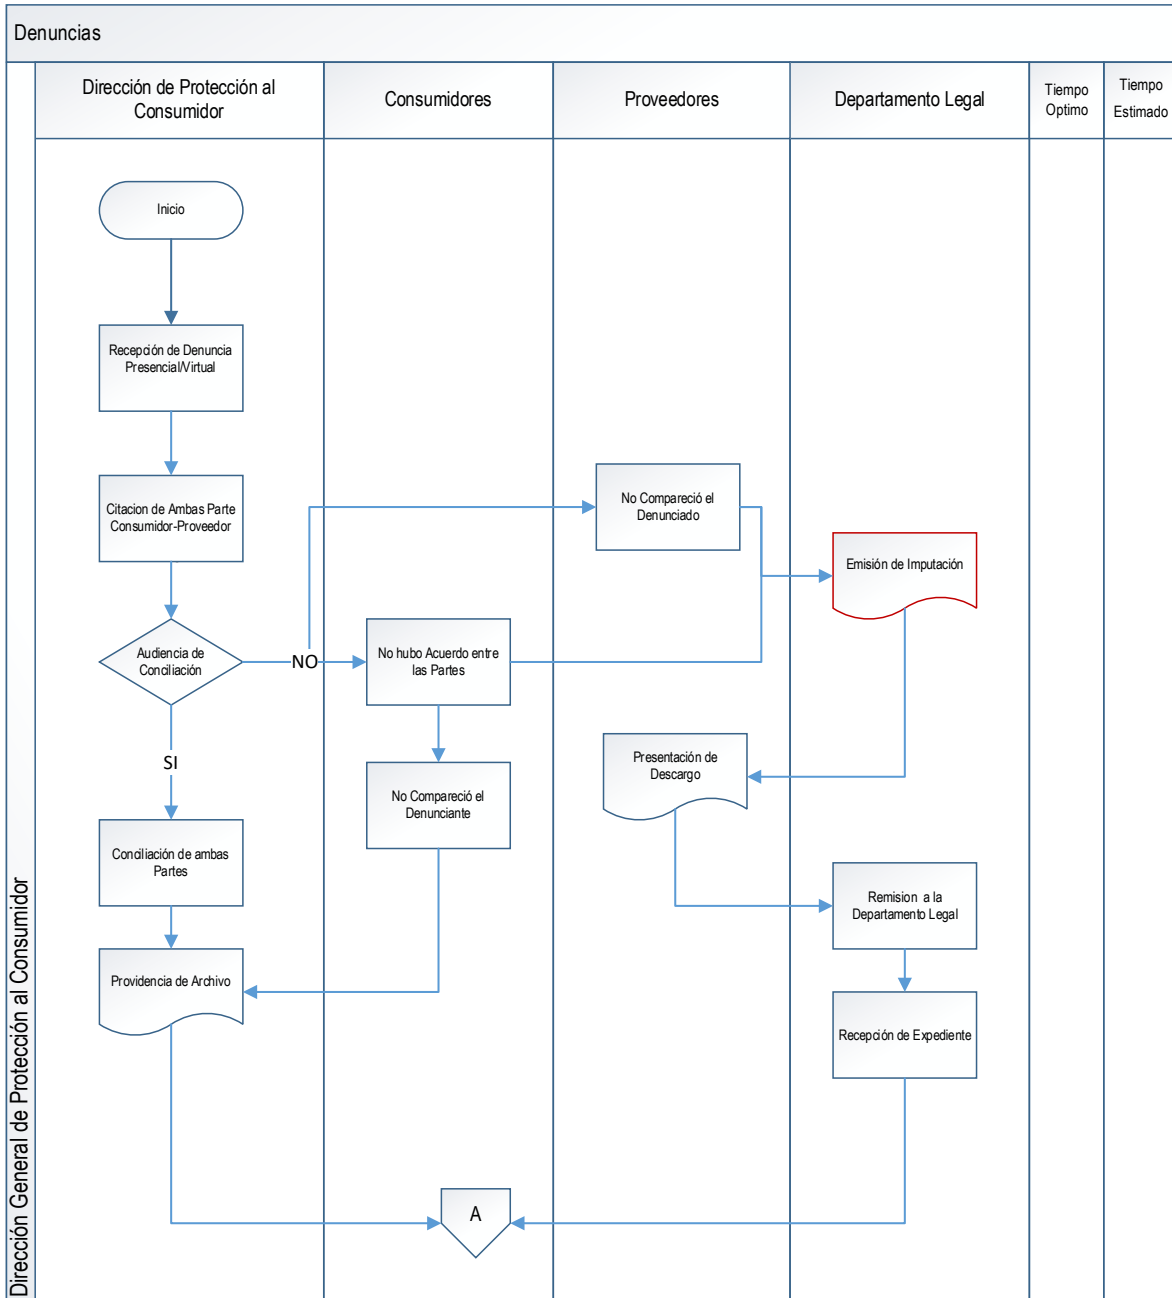 Denuncias
Dirección General de Protección al Consumidor
Dirección de Protección al
Consumidor
Consumidores
Proveedores
Departamento Legal
Tiempo
Optimo
Tiempo
Estimado
Inicio
Recepción de Denuncia
Presencial/Virtual
Citacion de Ambas Parte
Consumidor-Proveedor
No Compareció el
Denunciado
Emisión de Imputación
Audiencia de
Conciliación
NO
No hubo Acuerdo entre
las Partes
SI
Presentación de
Descargo
No Compareció el
Denunciante
Conciliación de ambas
Partes
Remision a la
Departamento Legal
Providencia de Archivo
Recepción de Expediente
A